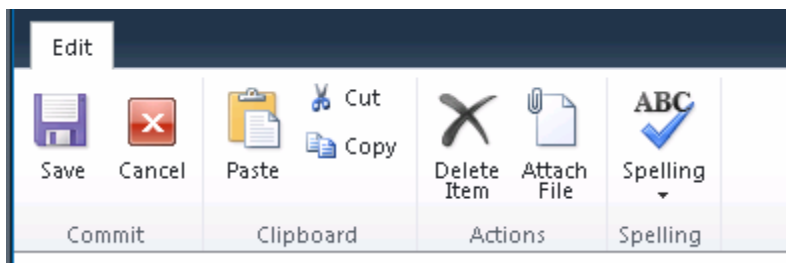 Edit
Save
Cancel
Paste
Cut
Copy
Delete
Item
Attach
File
ABC
Spelling
Commit
Clipboard
Actions
Spelling